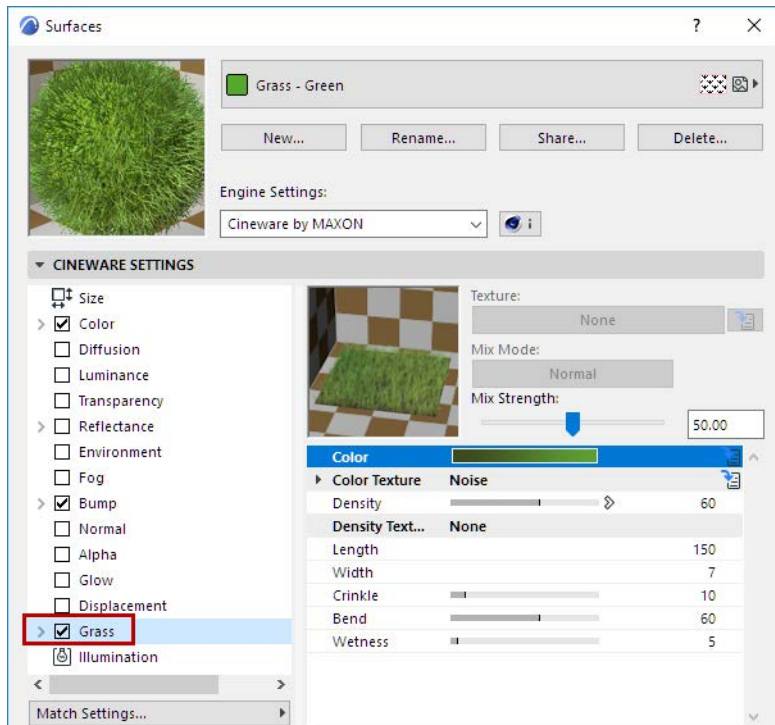 Surfaces
?
Grass - Green
New...
Rename...
Share...
Delete...
Engine Settings:
Cineware by MAXON
i
CINEWARE SETTINGS
Size
Color
Diffusion
Luminance
Transparency
Reflectance
Environment
Fog
Bump
Normal
Alpha
Glow
Displacement
Grass
Illumination
Match Settings...
Texture:
None
Mix Mode:
Normal
Mix Strength:
50.00
Color
Color Texture Noise
Density 60
Density Text... None
Length 150
Width 7
Crinkle 10
Bend 60
Wetness 5